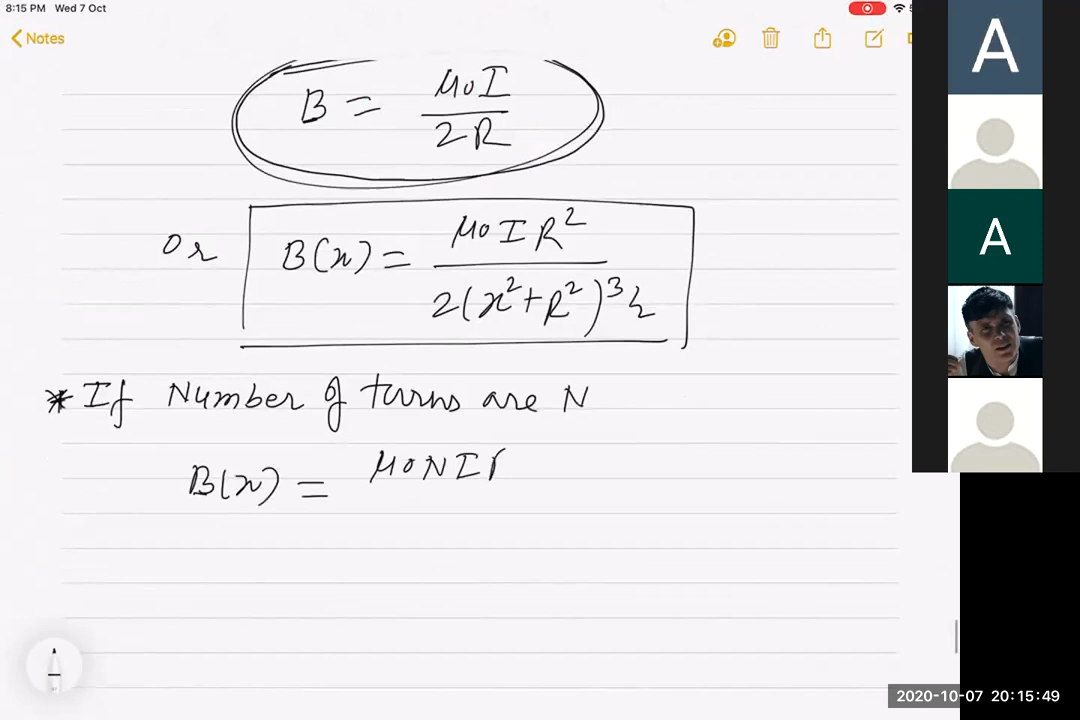 8:15 PM Wed 7 Oct
Notes
B = μ0I / 2R
Or B(x) = μ0IR² / 2(x²+R²)^3/2
* If Number of turns are N
B(x) = μ0NI
A
A
2020-10-07 20:15:49